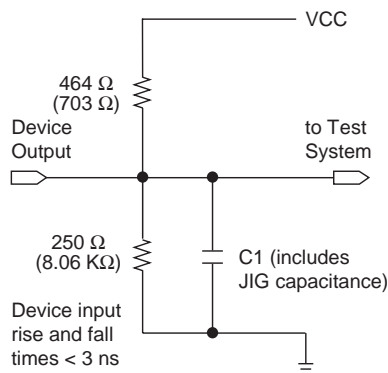 VCC
464 Ω
(703 Ω)
Device
Output
to Test
System
250 Ω
(8.06 KΩ)
C1 (includes
JIG capacitance)
Device input
rise and fall
times < 3 ns